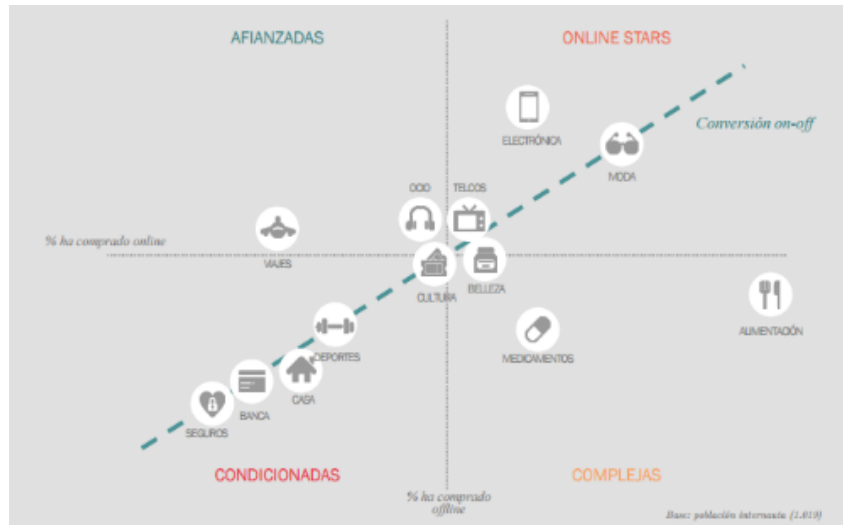 AFIANZADAS
ONLINE STARS
Conversión on-off
ELECTRÓNICA
MODA
OCIO
TELCOS
% ha comprado online
VIAJES
CULTURA
BELLEZA
ALIMENTACIÓN
DEPORTES
MEDICAMENTOS
CASA
BANCA
SEGUROS
CONDICIONADAS
COMPLEJAS
% ha comprado
offline
Base: población internauta (1.019)